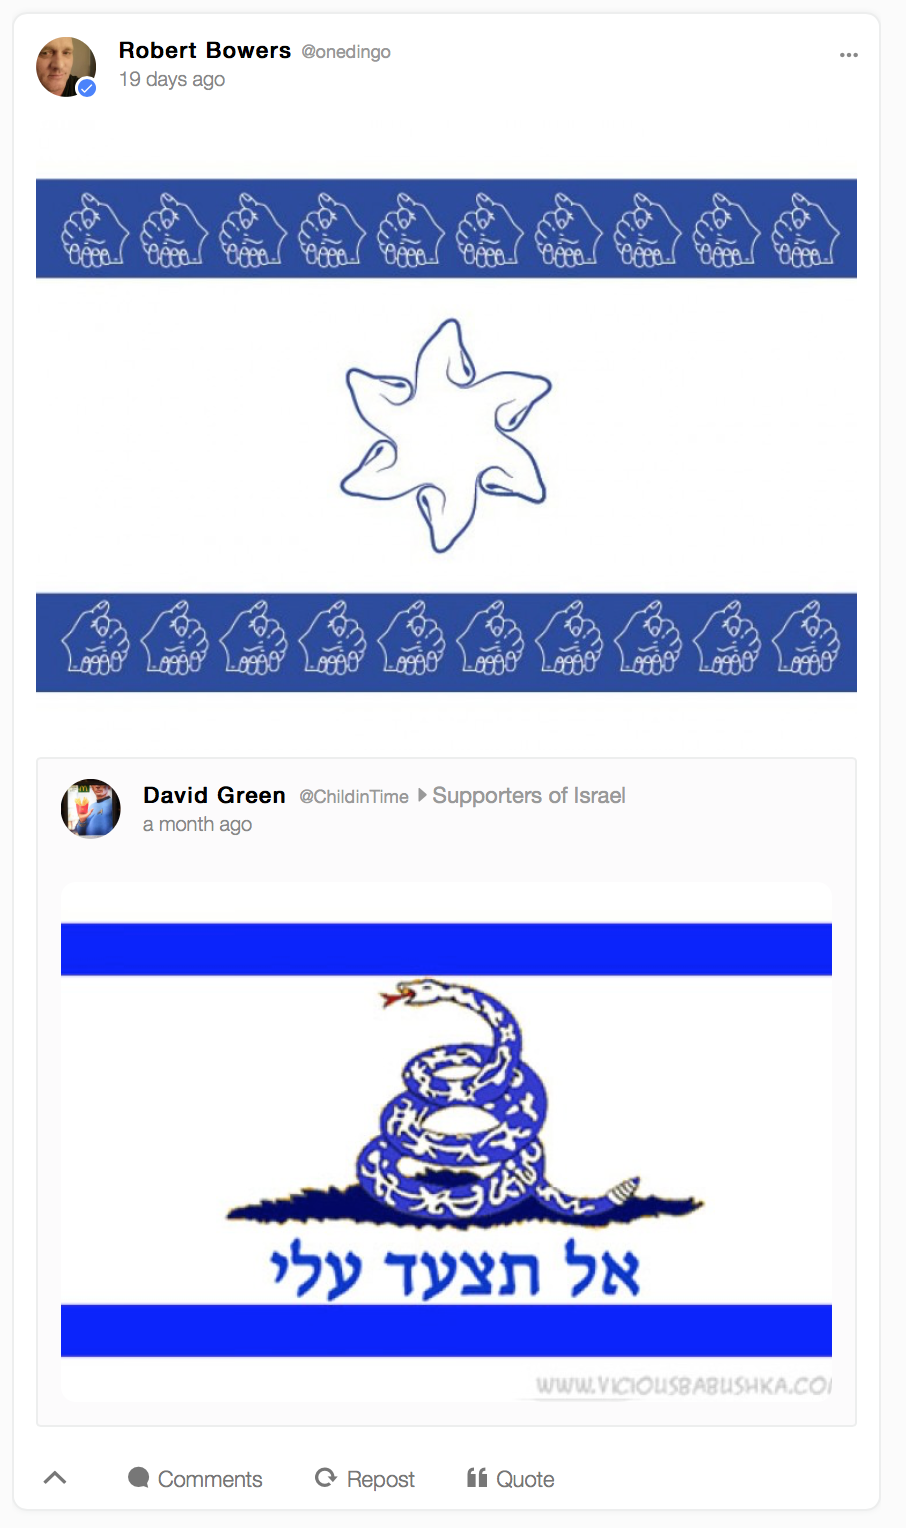 Robert Bowers @onedingo
19 days ago
David Green @ChildinTime Supporters of Israel
a month ago
אל תצעד עלי
WWW.VICIOUSBABUSHKA.CO
Comments Repost Quote